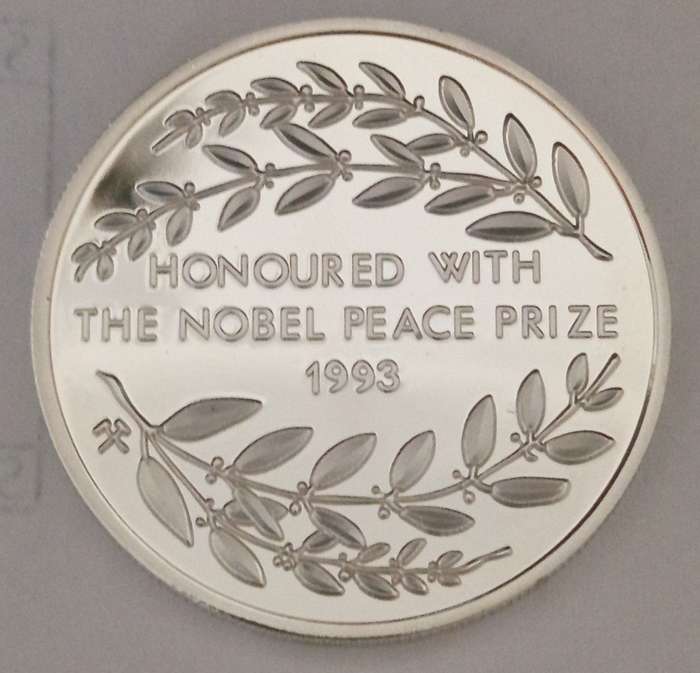 HONOURED WITH
THE NOBEL PEACE PRIZE
1993